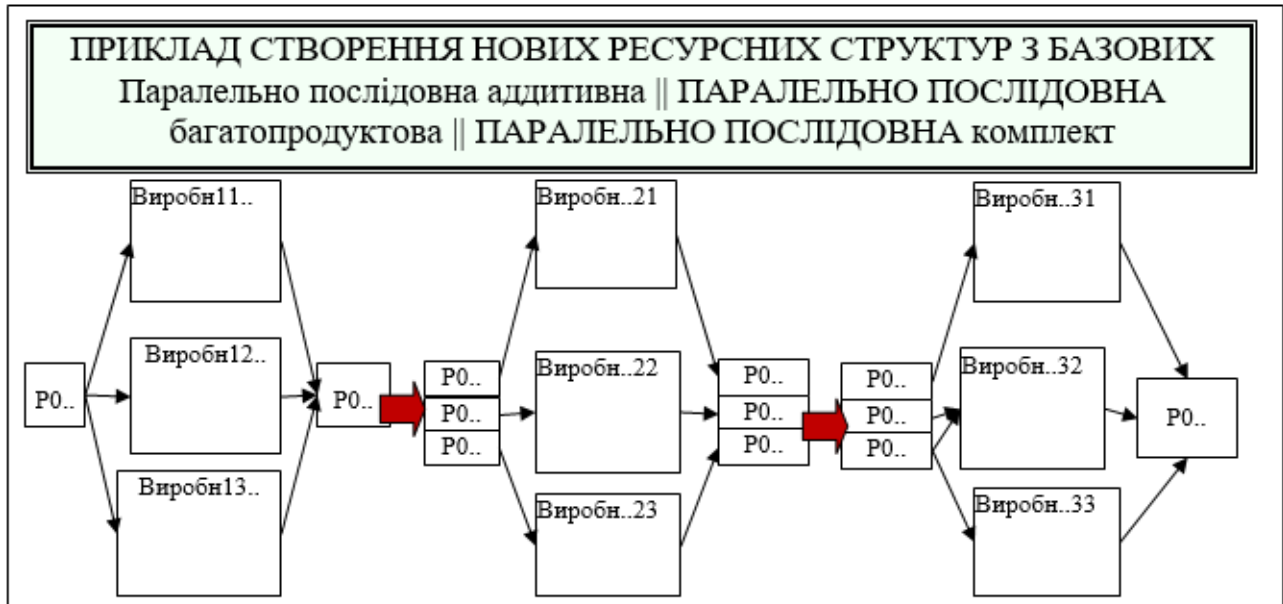 ПРИКЛАД СТВОРЕННЯ НОВИХ РЕСУРСНИХ СТРУКТУР З БАЗОВИХ
Паралельно послідовна аддитивна || ПАРАЛЕЛЬНО ПОСЛІДОВНА
багатопродуктова || ПАРАЛЕЛЬНО ПОСЛІДОВНА комплект
Виробн11..
Виробн12..
Виробн13..
Р0..
Р0..
Виробн..21
Виробн..22
Виробн..23
Р0..
Р0..
Р0..
Р0..
Р0..
Р0..
Виробн..31
Виробн..32
Виробн..33
Р0..
Р0..
Р0..
Р0..